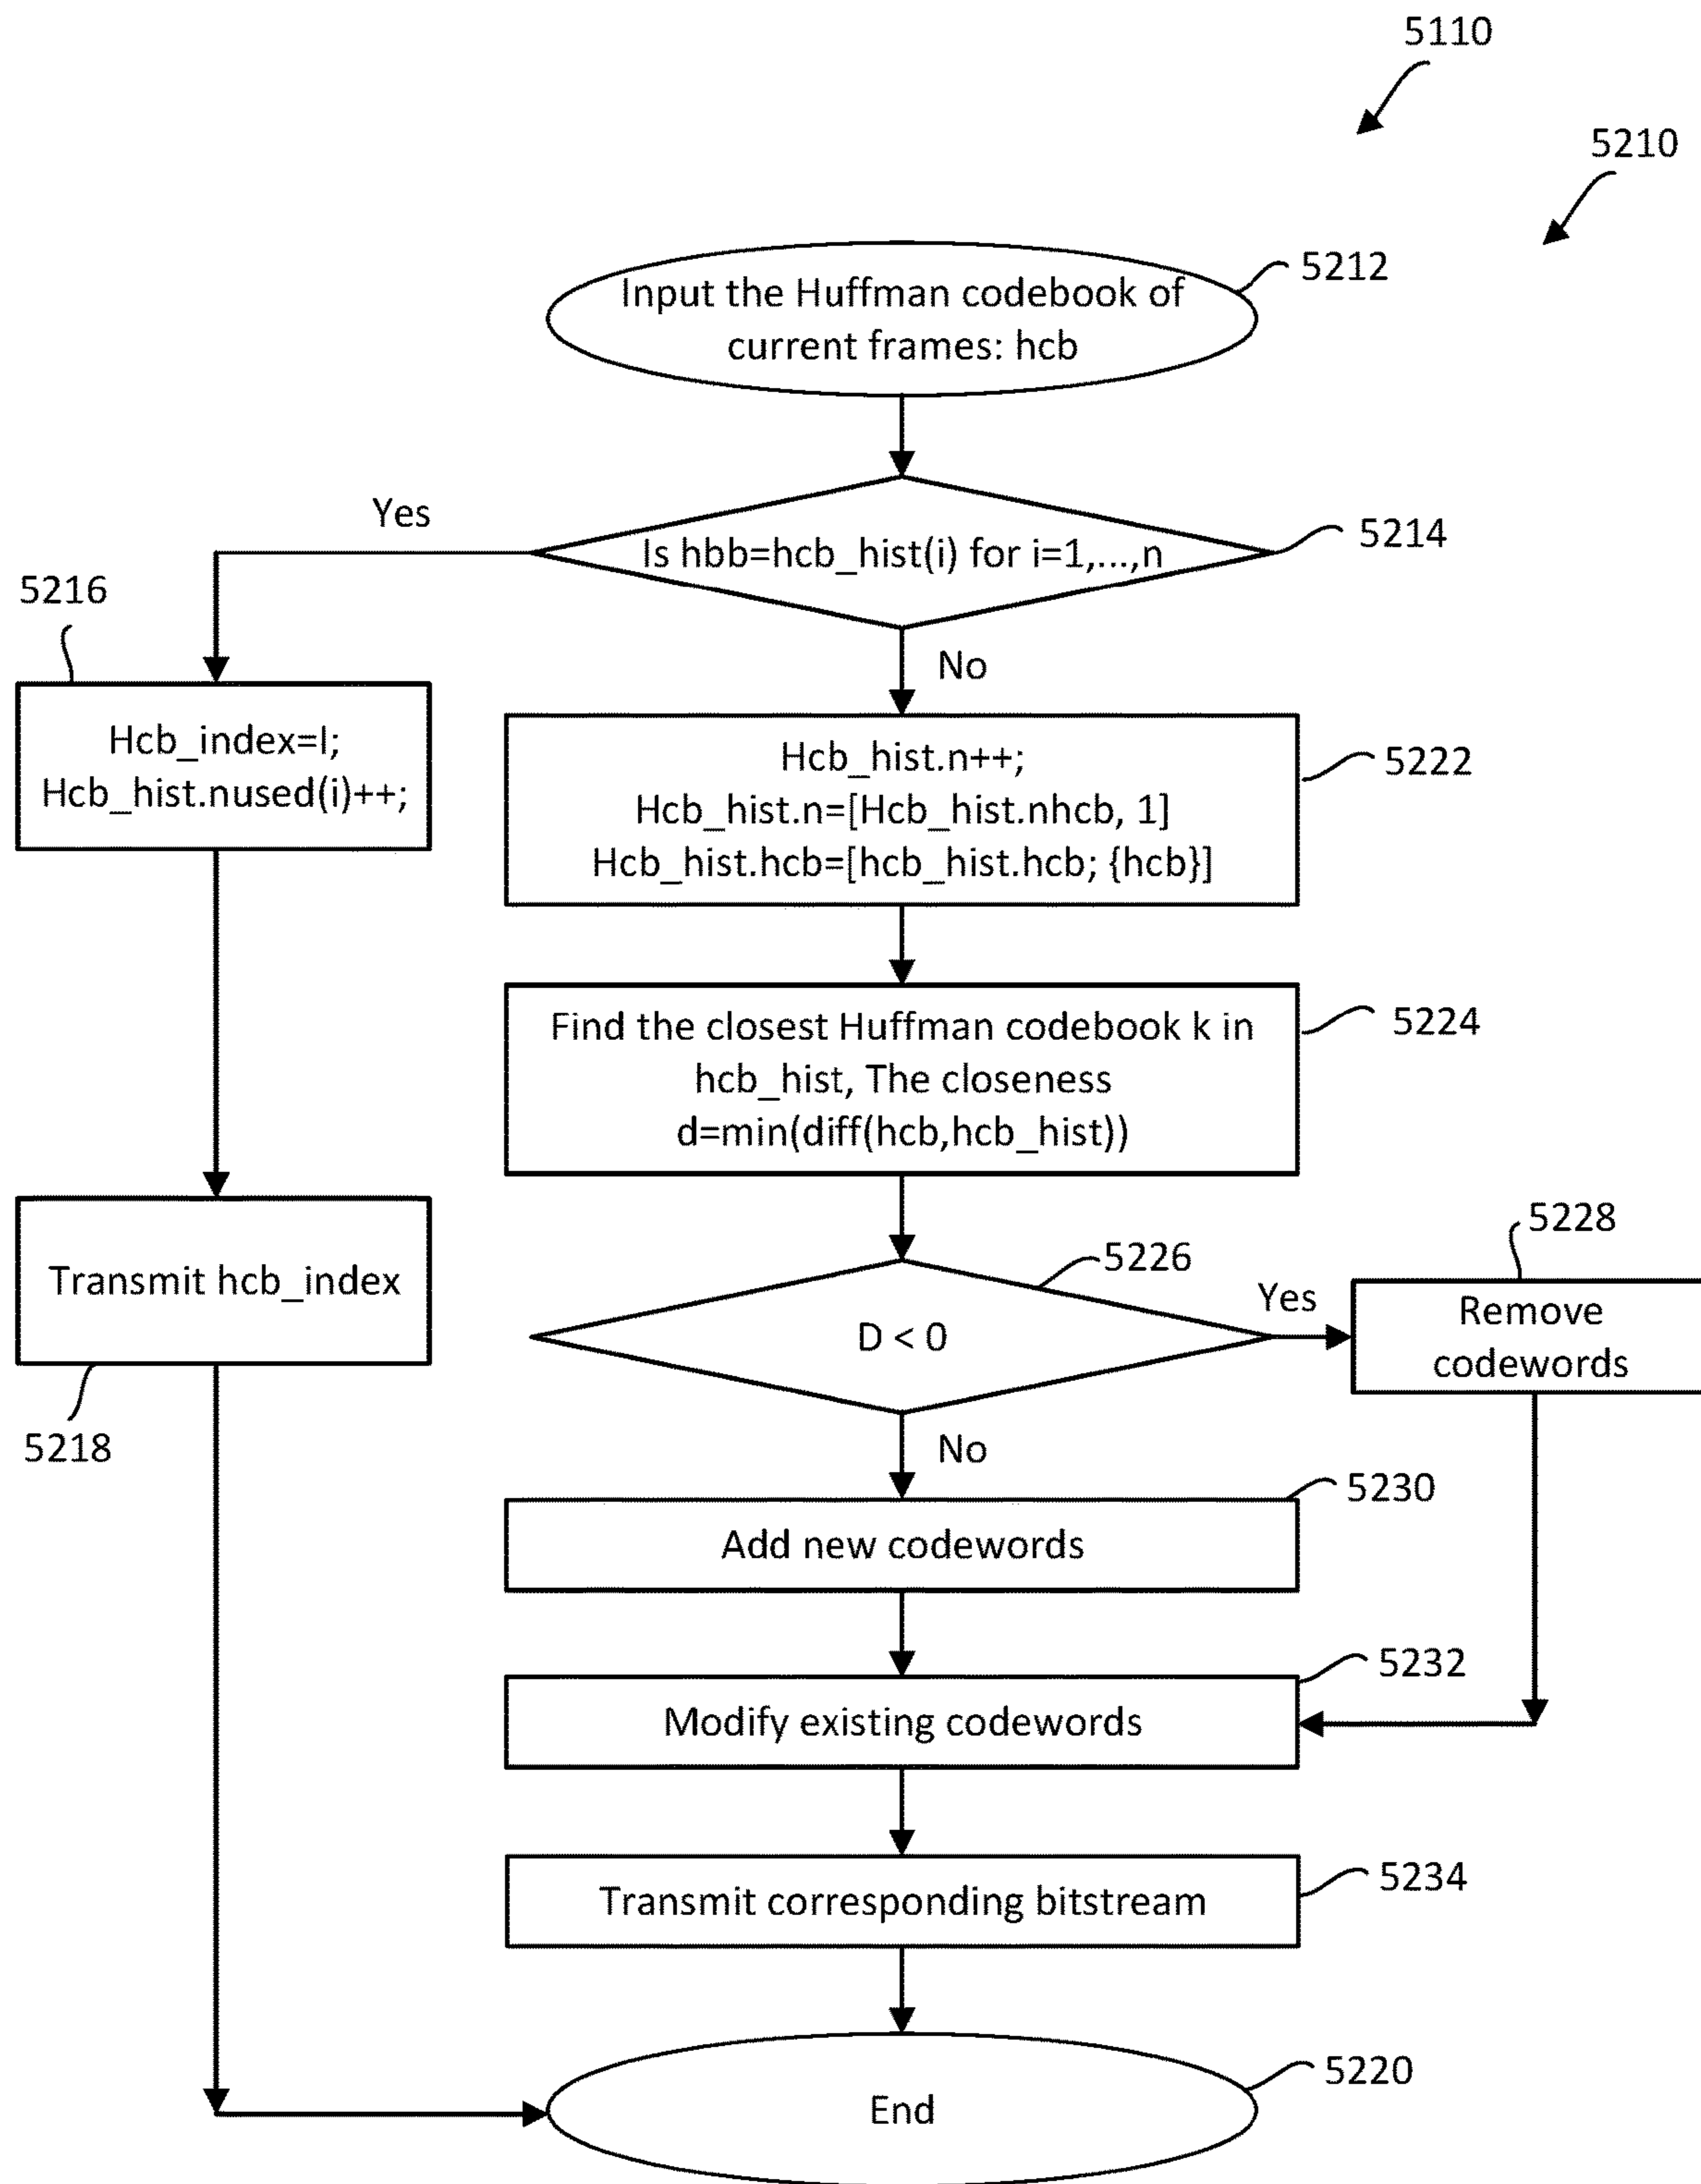 5110
5210
5212
Input the Huffman codebook of
current frames: hcb
Yes
Is hbb=hcb_hist(i) for i=1,...,n
5214
5216
No
Hcb_index=I;
Hcb_hist.nused(i)++;
Hcb_hist.n++;
Hcb_hist.n=[Hcb_hist.nhcb, 1]
Hcb_hist.hcb=[hcb_hist.hcb; {hcb}]
5222
Find the closest Huffman codebook k in
hcb_hist, The closeness
d=min(diff(hcb,hcb_hist))
5224
Transmit hcb_index
5218
5226
D < 0
Yes
5228
Remove
codewords
No
5230
Add new codewords
5232
Modify existing codewords
5234
Transmit corresponding bitstream
5220
End